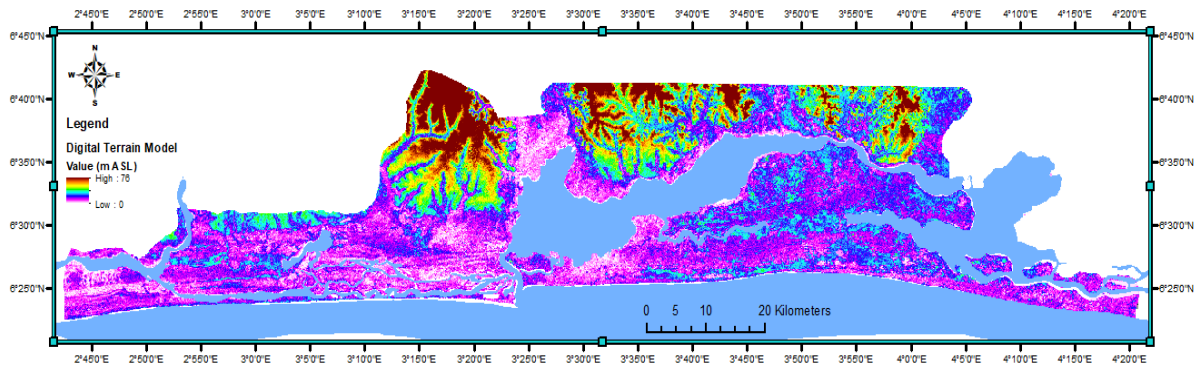 2°45'0"E 2°50'0"E 2°55'0"E 3°0'0"E 3°5'0"E 3°10'0"E 3°15'0"E 3°20'0"E 3°25'0"E 3°30'0"E 3°35'0"E 3°40'0"E 3°45'0"E 3°50'0"E 3°55'0"E 4°0'0"E 4°5'0"E 4°10'0"E 4°15'0"E 4°20'0"E
6°45'0"N 6°45'0"N
N
W E
S
6°40'0"N 6°40'0"N
Legend
Digital Terrain Model
Value (m ASL)
6°35'0"N 6°35'0"N
High : 76
Low : 0
6°30'0"N 6°30'0"N
6°25'0"N 6°25'0"N
0 5 10 20 Kilometers
2°45'0"E 2°50'0"E 2°55'0"E 3°0'0"E 3°5'0"E 3°10'0"E 3°15'0"E 3°20'0"E 3°25'0"E 3°30'0"E 3°35'0"E 3°40'0"E 3°45'0"E 3°50'0"E 3°55'0"E 4°0'0"E 4°5'0"E 4°10'0"E 4°15'0"E 4°20'0"E